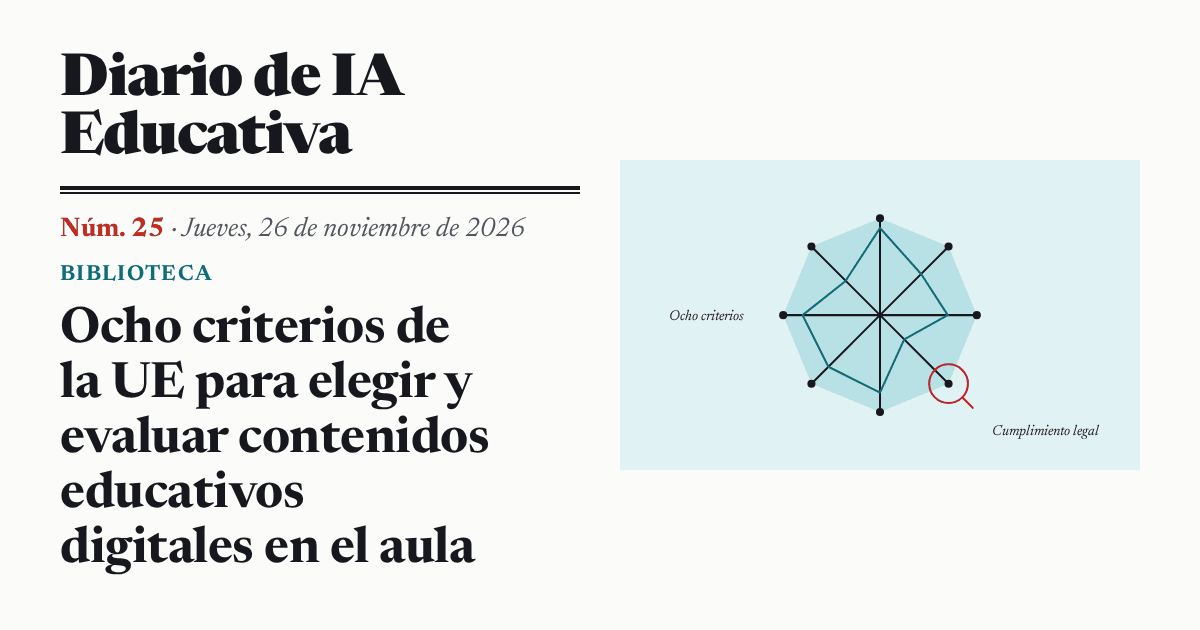 Diario de IA
Educativa
Núm. 25 · Jueves, 26 de noviembre de 2026
BIBLIOTECA
Ocho criterios de
la UE para elegir y
evaluar contenidos
educativos
digitales en el aula
Ocho criterios
Cumplimiento legal